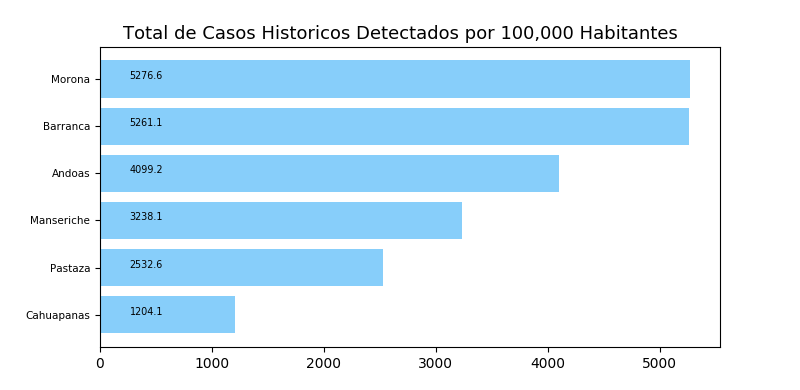 Total de Casos Historicos Detectados por 100,000 Habitantes
Morona 5276.6
Barranca 5261.1
Andoas 4099.2
Manseriche 3238.1
Pastaza 2532.6
Cahuapanas 1204.1
0 1000 2000 3000 4000 5000